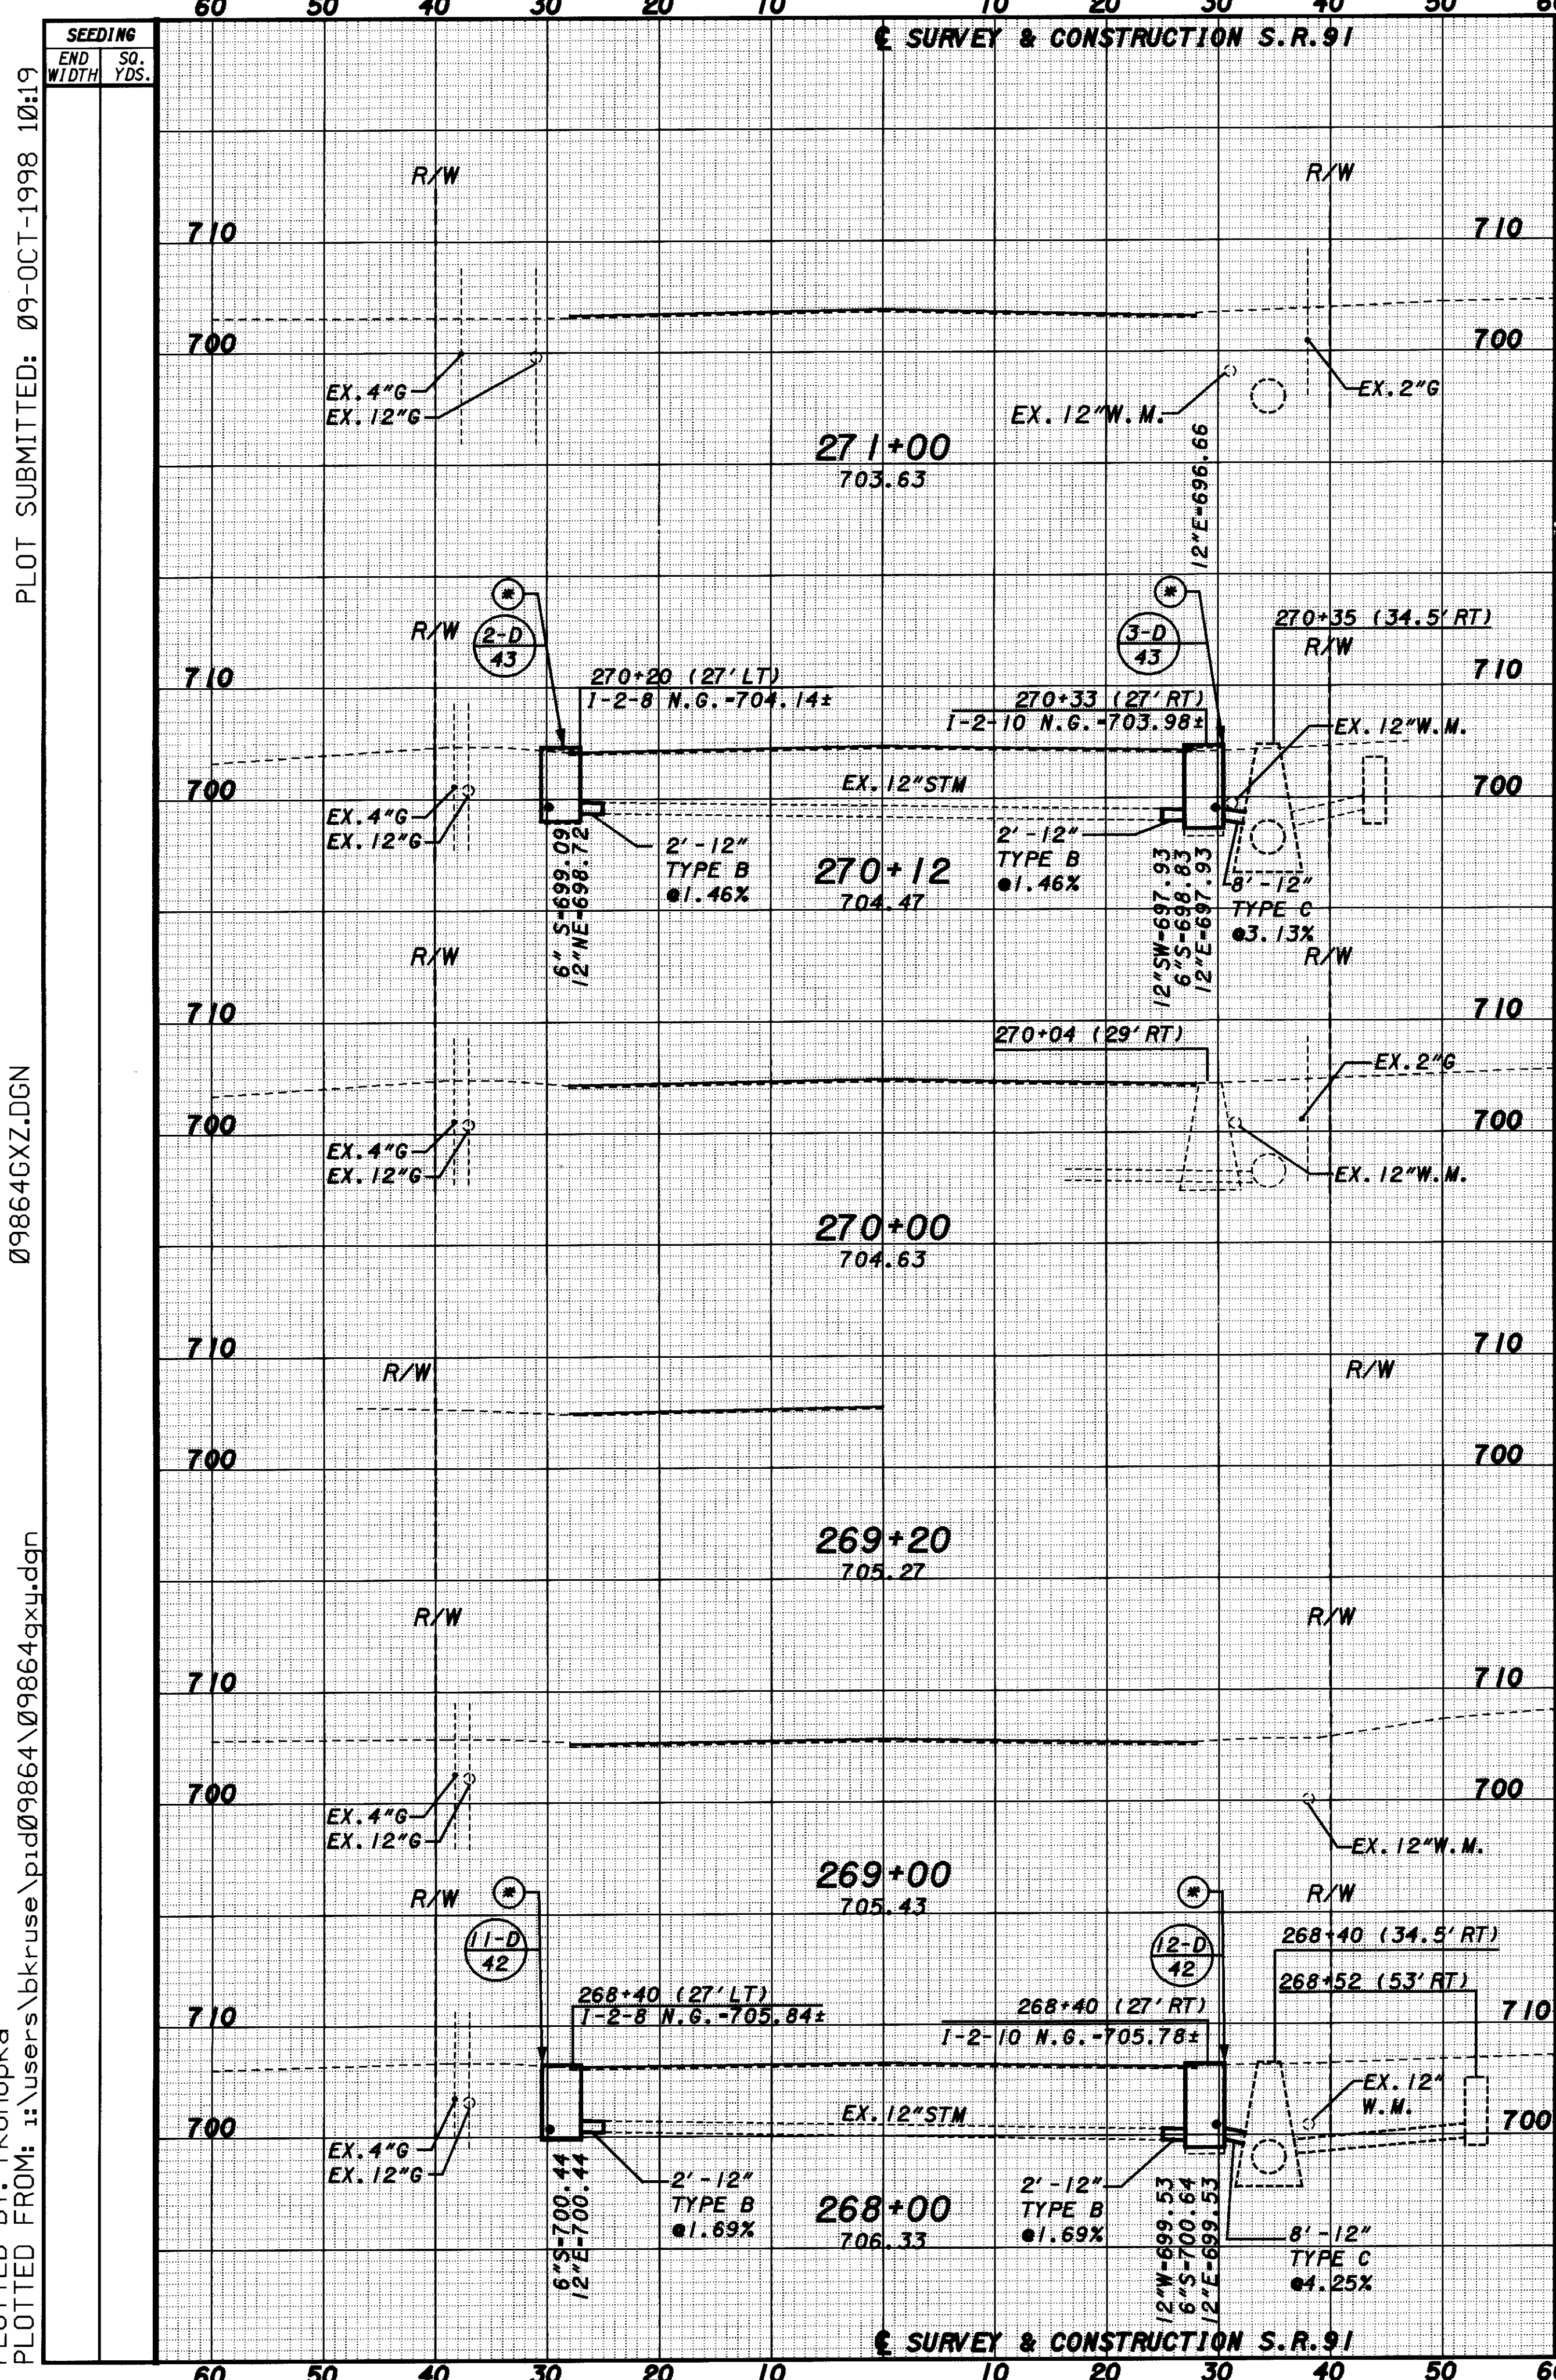 60 50 40 30 20 10 10 20 30 40 50
SEEDING
END WIDTH
SQ. YDS.
℄ SURVEY & CONSTRUCTION S.R.91
PLOT SUBMITTED: 09-OCT-1998 10:19
09864GXZ.DGN
PLOTTED FROM: i:\users\bkruse\pid09864\09864gxy.dgn
R/W
R/W
710
710
700
700
EX.4"G
EX.12"G
EX.12"W.M.
EX.2"G
271+00
703.63
12"E=696.66
*
*
R/W
2-D
43
3-D
43
270+35 (34.5' RT)
R/W
710
710
270+20 (27' LT)
I-2-8 N.G.-704.14±
270+33 (27' RT)
I-2-10 N.G.-703.98±
EX.12"W.M.
EX.12"STM
700
700
EX.4"G
EX.12"G
6" S=699.09
12"NE=698.72
2'-12"
TYPE B
@1.46%
270+12
704.47
2'-12"
TYPE B
@1.46%
12"SW=697.93
6"S=698.83
12"E=697.93
8'-12"
TYPE C
@3.13%
R/W
R/W
710
710
270+04 (29' RT)
EX.2"G
700
700
EX.4"G
EX.12"G
EX.12"W.M.
270+00
704.63
710
710
R/W
R/W
700
700
269+20
705.27
R/W
R/W
710
710
700
700
EX.4"G
EX.12"G
EX.12"W.M.
269+00
705.43
R/W
*
*
R/W
11-D
42
12-D
42
268+40 (34.5' RT)
268+52 (53' RT)
268+40 (27' LT)
I-2-8 N.G.-705.84±
268+40 (27' RT)
I-2-10 N.G.-705.78±
710
710
EX.12"
W.M.
EX.12"STM
700
700
EX.4"G
EX.12"G
6"S=700.44
12"E=700.44
2'-12"
TYPE B
@1.69%
268+00
706.33
2'-12"
TYPE B
@1.69%
12"W=699.53
6"S=700.64
12"E=699.53
8'-12"
TYPE C
@4.25%
℄ SURVEY & CONSTRUCTION S.R.91
60 50 40 30 20 10 10 20 30 40 50